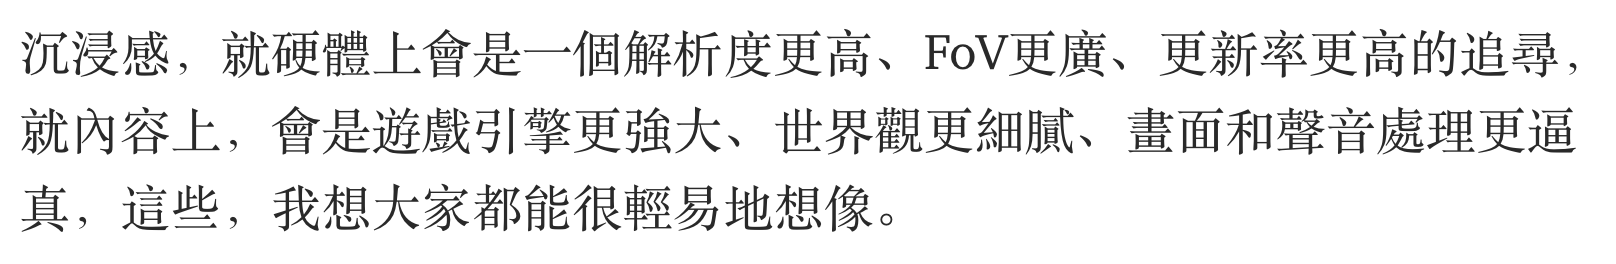 沉浸感，就硬體上會是一個解析度更高、FoV更廣、更新率更高的追尋，
就內容上，會是遊戲引擎更強大、世界觀更細膩、畫面和聲音處理更逼
真，這些，我想大家都能很輕易地想像。